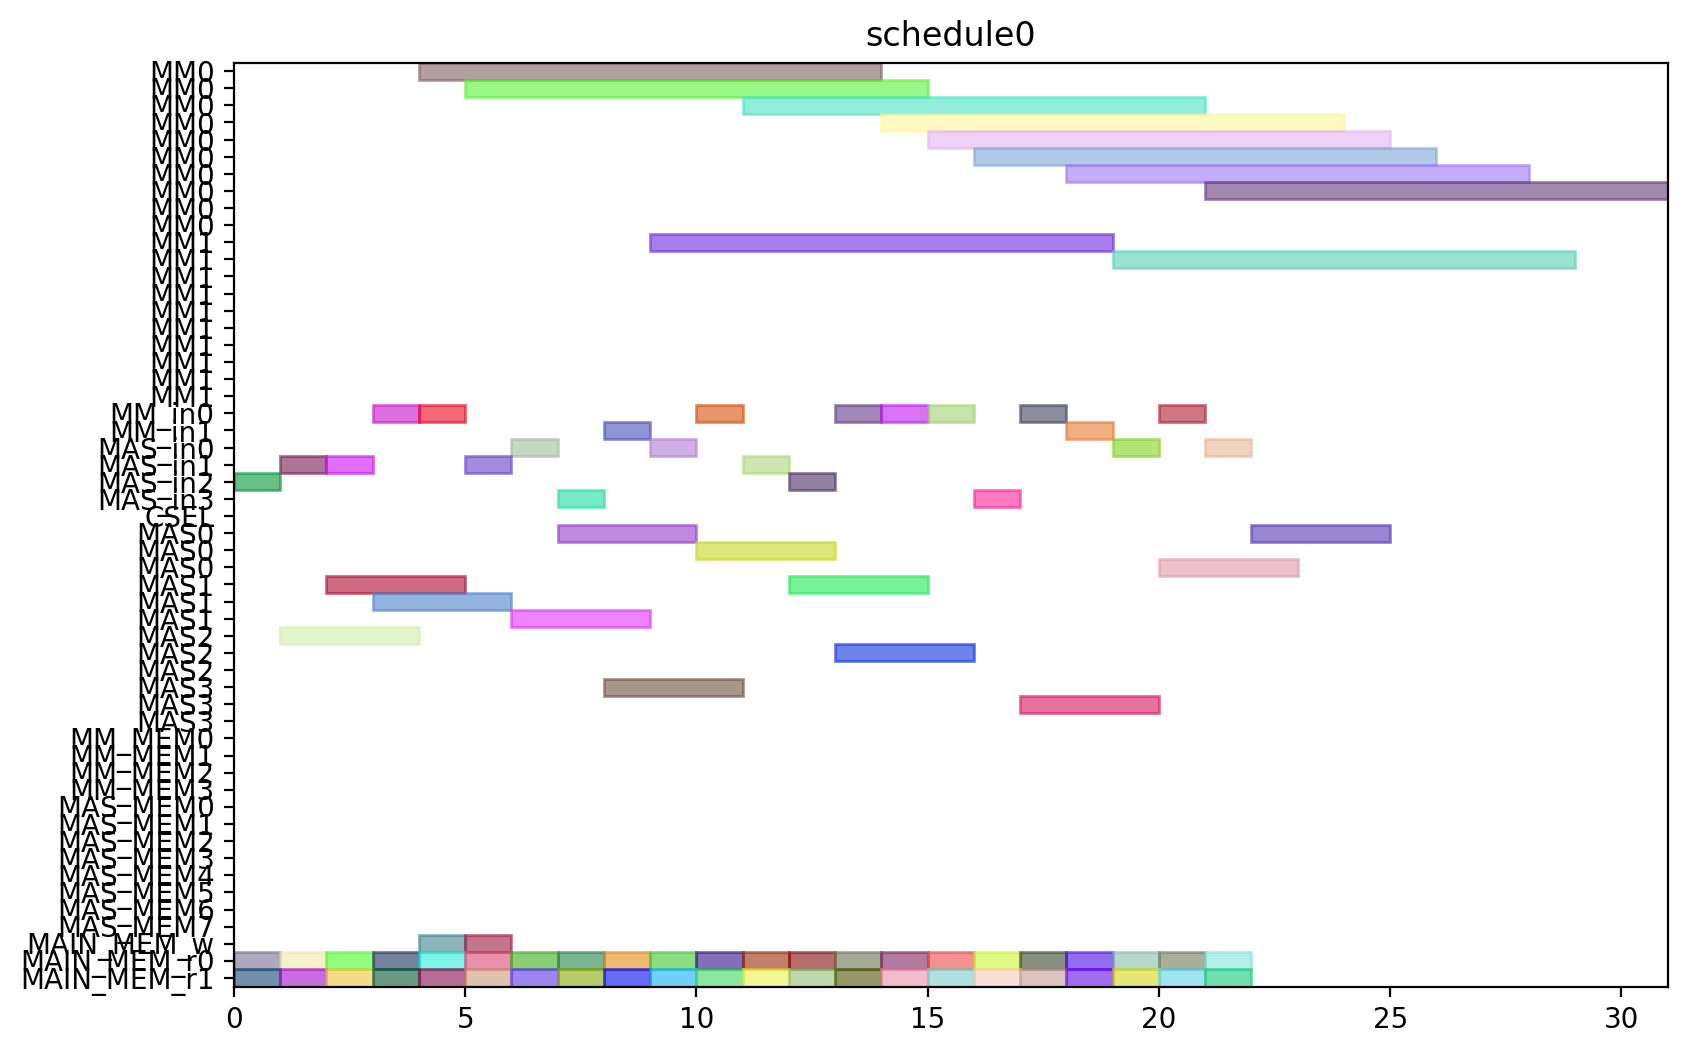 schedule0
MM0
MM0
MM0
MM0
MM0
MM0
MM0
MM0
MM0
MM0
MM1
MM1
MM1
MM1
MM1
MM1
MM1
MM1
MM1
MM1
MM_in0
MM_in1
MAS_in0
MAS_in1
MAS_in2
MAS_in3
CSEL
MAS0
MAS0
MAS0
MAS1
MAS1
MAS1
MAS2
MAS2
MAS2
MAS3
MAS3
MAS3
MM_MEM0
MM_MEM1
MM_MEM2
MM_MEM3
MAS_MEM0
MAS_MEM1
MAS_MEM2
MAS_MEM3
MAS_MEM4
MAS_MEM5
MAS_MEM6
MAS_MEM7
MAIN_MEM_w
MAIN_MEM_r0
MAIN_MEM_r1
0 5 10 15 20 25 30